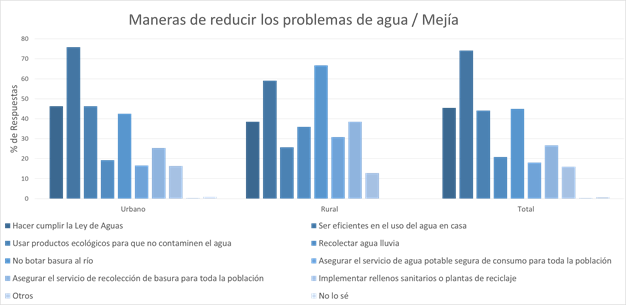 Maneras de reducir los problemas de agua / Mejía
% de Respuestas
80
70
60
50
40
30
20
10
0
Urbano Rural Total
Hacer cumplir la Ley de Aguas Ser eficientes en el uso del agua en casa
Usar productos ecológicos para que no contaminen el agua Recolectar agua lluvia
No botar basura al río Asegurar el servicio de agua potable segura de consumo para toda la población
Asegurar el servicio de recolección de basura para toda la población Implementar rellenos sanitarios o plantas de reciclaje
Otros No lo sé